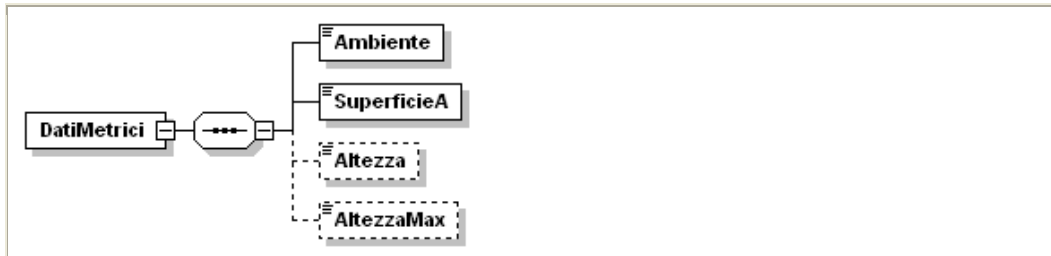 Ambiente
SuperficieA
DatiMetrici
Altezza
AltezzaMax